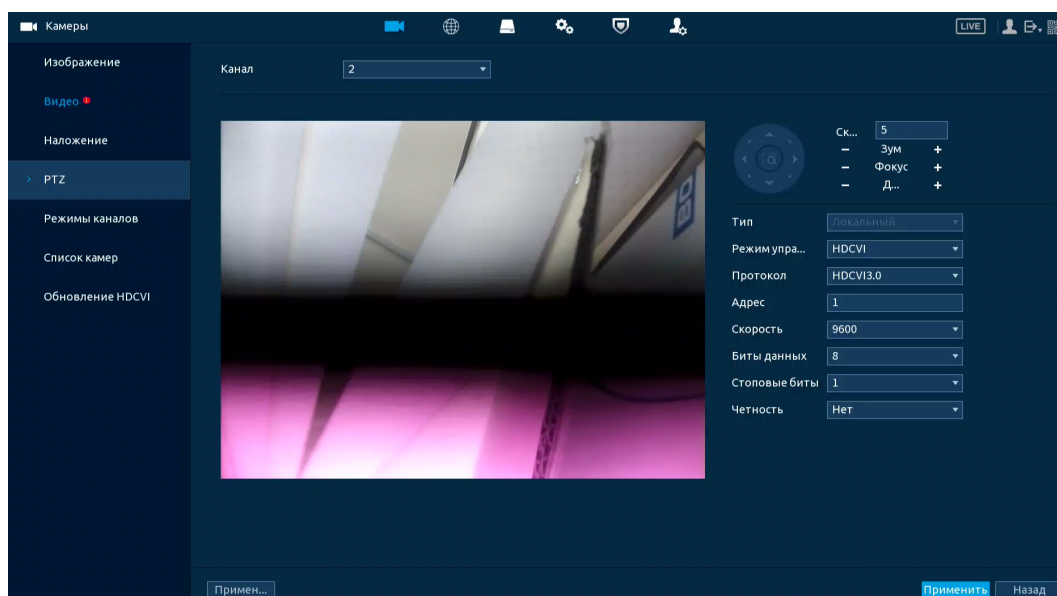 Камеры
LIVE
Изображение
Видео 1
Наложение
PTZ
Режимы каналов
Список камер
Обновление HDCVI
Канал 2
Ск... 5
- Зум +
- Фокус +
- Д... +
Тип Локальный
Режим упра... HDCVI
Протокол HDCVI3.0
Адрес 1
Скорость 9600
Биты данных 8
Стоповые биты 1
Четность Нет
Примен...
Применить Назад